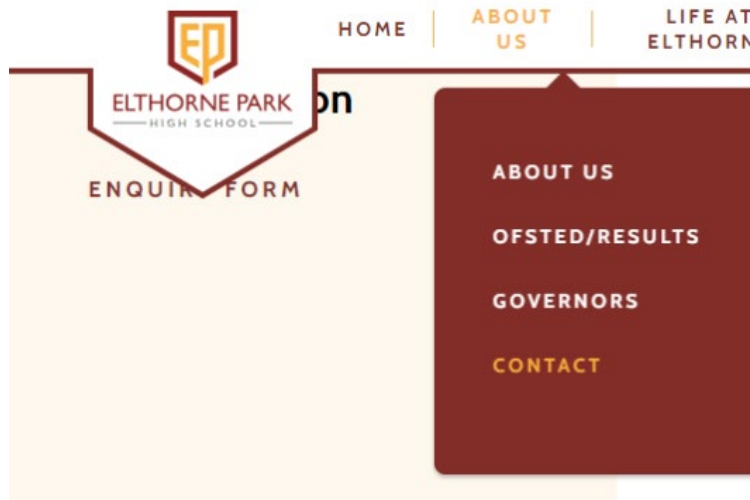 HOME
ABOUT US
LIFE AT
ELTHORN
EP
ELTHORNE PARK
HIGH SCHOOL
on
FORM
ABOUT US
OFSTED/RESULTS
GOVERNORS
CONTACT